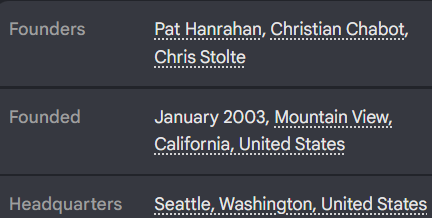 Founders Pat Hanrahan, Christian Chabot,
Chris Stolte
Founded January 2003, Mountain View,
California, United States
Headquarters Seattle, Washington, United States